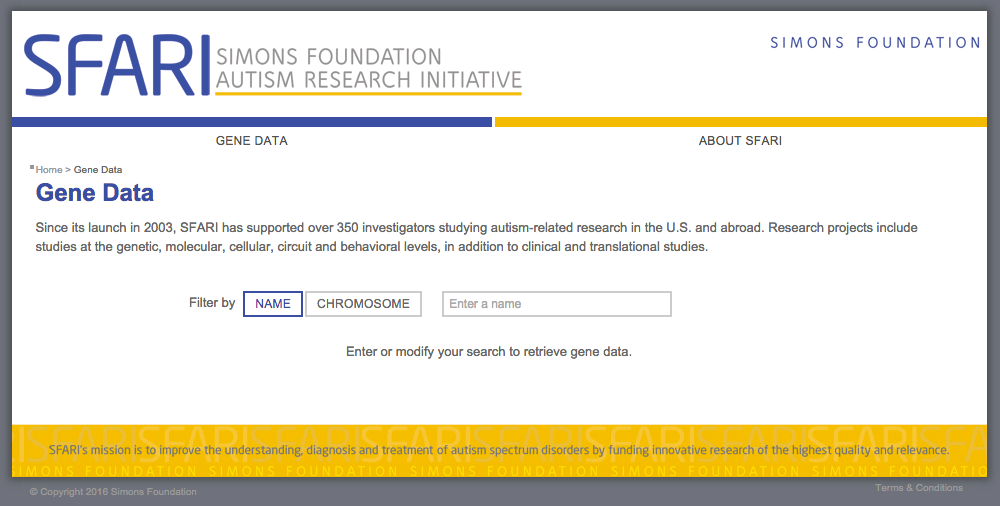 SFARI SIMONS FOUNDATION
AUTISM RESEARCH INITIATIVE
SIMONS FOUNDATION
GENE DATA
ABOUT SFARI
Home > Gene Data
Gene Data
Since its launch in 2003, SFARI has supported over 350 investigators studying autism-related research in the U.S. and abroad. Research projects include
studies at the genetic, molecular, cellular, circuit and behavioral levels, in addition to clinical and translational studies.
Filter by NAME CHROMOSOME Enter a name
Enter or modify your search to retrieve gene data.
SFARI SFARI SFARI SFARI SFARI SFARI SFARI
SFARI's mission is to improve the understanding, diagnosis and treatment of autism spectrum disorders by funding innovative research of the highest quality and relevance.
SIMONS FOUNDATION SIMONS FOUNDATION SIMONS FOUNDATION SIMONS FOUNDATION SIMONS FOUNDATION
© Copyright 2016 Simons Foundation
Terms & Conditions